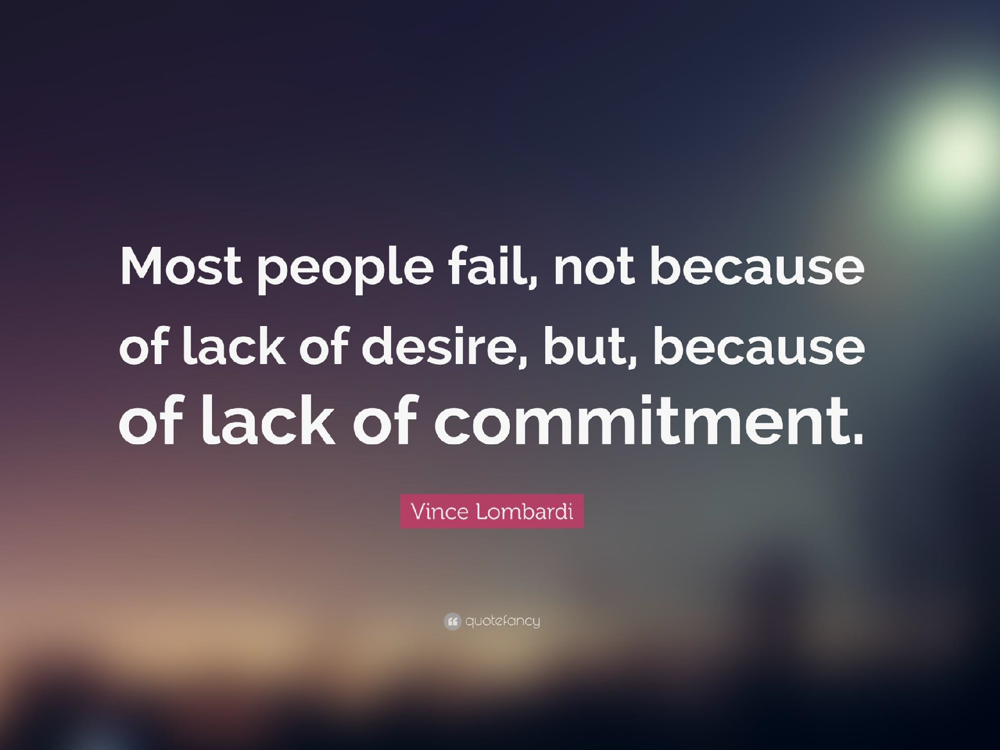 Most people fail, not because
of lack of desire, but, because
of lack of commitment.
Vince Lombardi
quotefancy